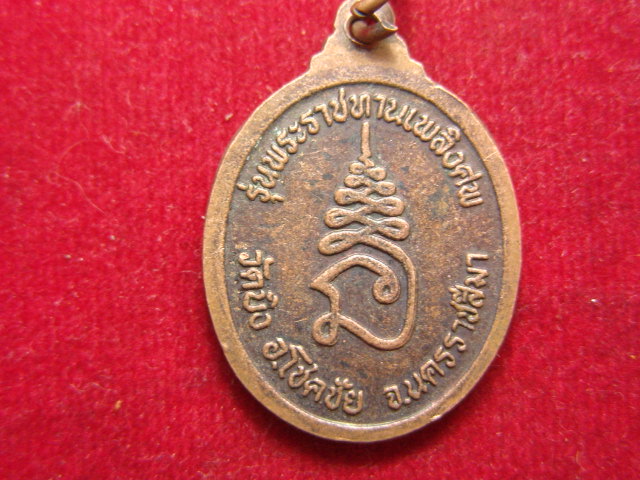 รุ่นพระราชทานเพลิงศพ
วัดบิง อ.โชคชัย จ.นครราชสีมา